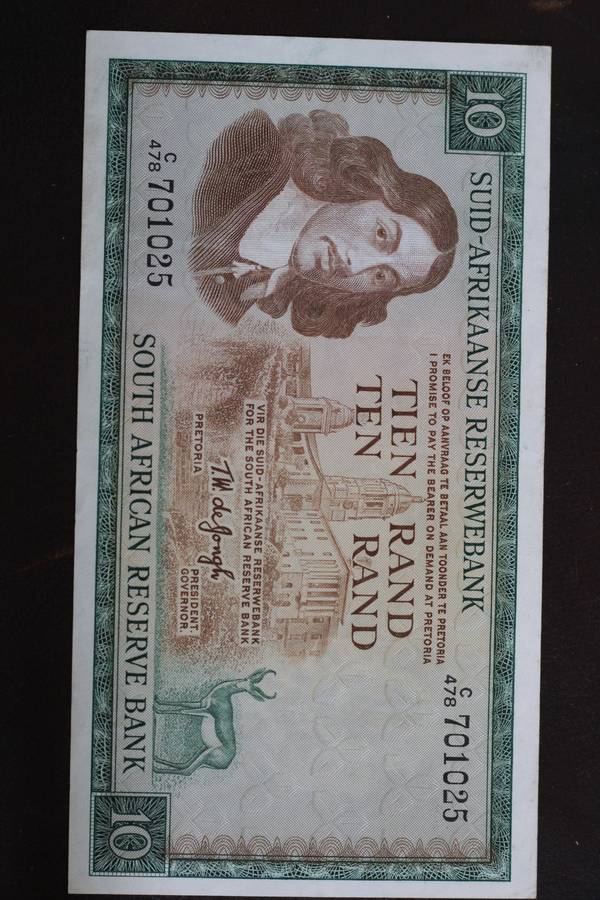 10
SUID-AFRIKAANSE RESERWEBANK
EK BELOOF OP AANVRAAG TE BETAAL AAN TOONDER TE PRETORIA
I PROMISE TO PAY THE BEARER ON DEMAND AT PRETORIA
C
478 701025
TIEN RAND
TEN RAND
VIR DIE SUID-AFRIKAANSE RESERWEBANK
FOR THE SOUTH AFRICAN RESERVE BANK
T.W. de Jongh
PRETORIA
PRESIDENT.
GOVERNOR.
C
478 701025
SOUTH AFRICAN RESERVE BANK
10